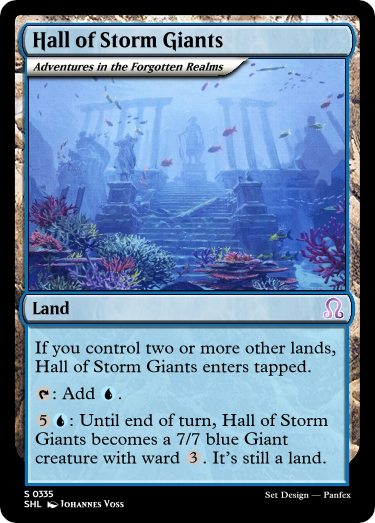 Hall of Storm Giants
Adventures in the Forgotten Realms
Land
If you control two or more other lands,
Hall of Storm Giants enters tapped.
: Add .
5 : Until end of turn, Hall of Storm
Giants becomes a 7/7 blue Giant
creature with ward 3 . It's still a land.
S 0335
SHL Johannes Voss
Set Design — Panfex